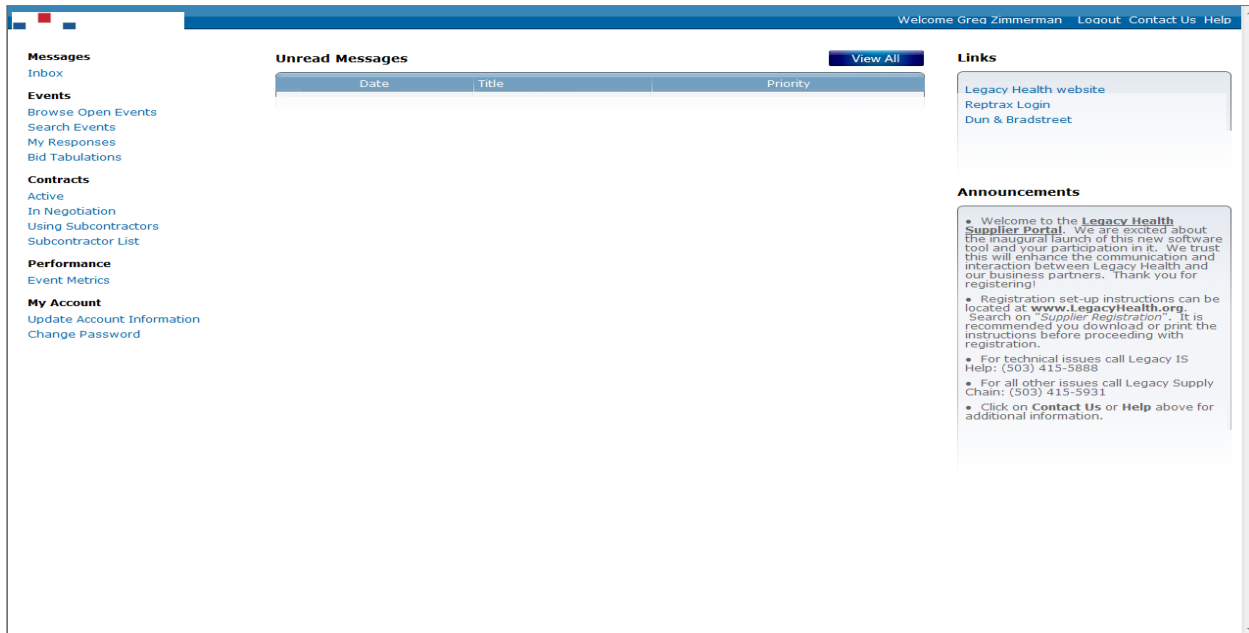 Welcome Greg Zimmerman Logout Contact Us Help
Messages
Inbox
Events
Browse Open Events
Search Events
My Responses
Bid Tabulations
Contracts
Active
In Negotiation
Using Subcontractors
Subcontractor List
Performance
Event Metrics
My Account
Update Account Information
Change Password
Unread Messages
View All
Date Title Priority
Links
Legacy Health website
Reptrax Login
Dun & Bradstreet
Announcements
• Welcome to the Legacy Health
Supplier Portal. We are excited about
the inaugural launch of this new software
tool and your participation in it. We trust
this will enhance the communication and
interaction between Legacy Health and
our business partners. Thank you for
registering!
• Registration set-up instructions can be
located at www.LegacyHealth.org.
Search on "Supplier Registration". It is
recommended you download or print the
instructions before proceeding with
registration.
• For technical issues call Legacy IS
Help: (503) 415-5888
• For all other issues call Legacy Supply
Chain: (503) 415-5931
• Click on Contact Us or Help above for
additional information.